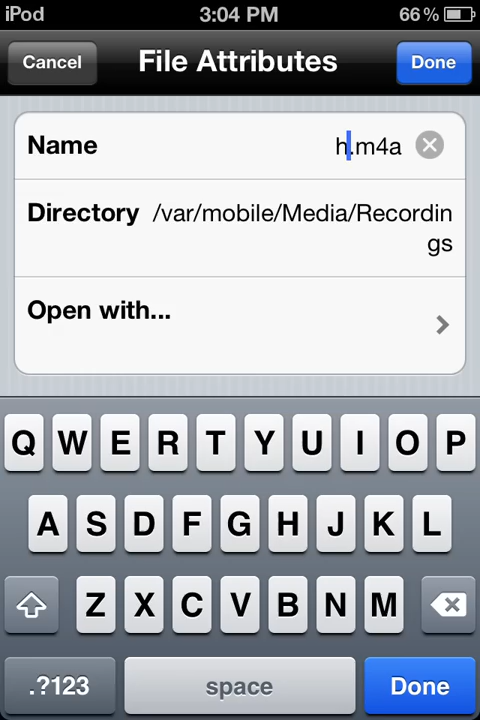 iPod 3:04 PM 66%
Cancel File Attributes Done
Name h.m4a
Directory /var/mobile/Media/Recordin
gs
Open with...
Q W E R T Y U I O P
A S D F G H J K L
Z X C V B N M
.?123 space Done